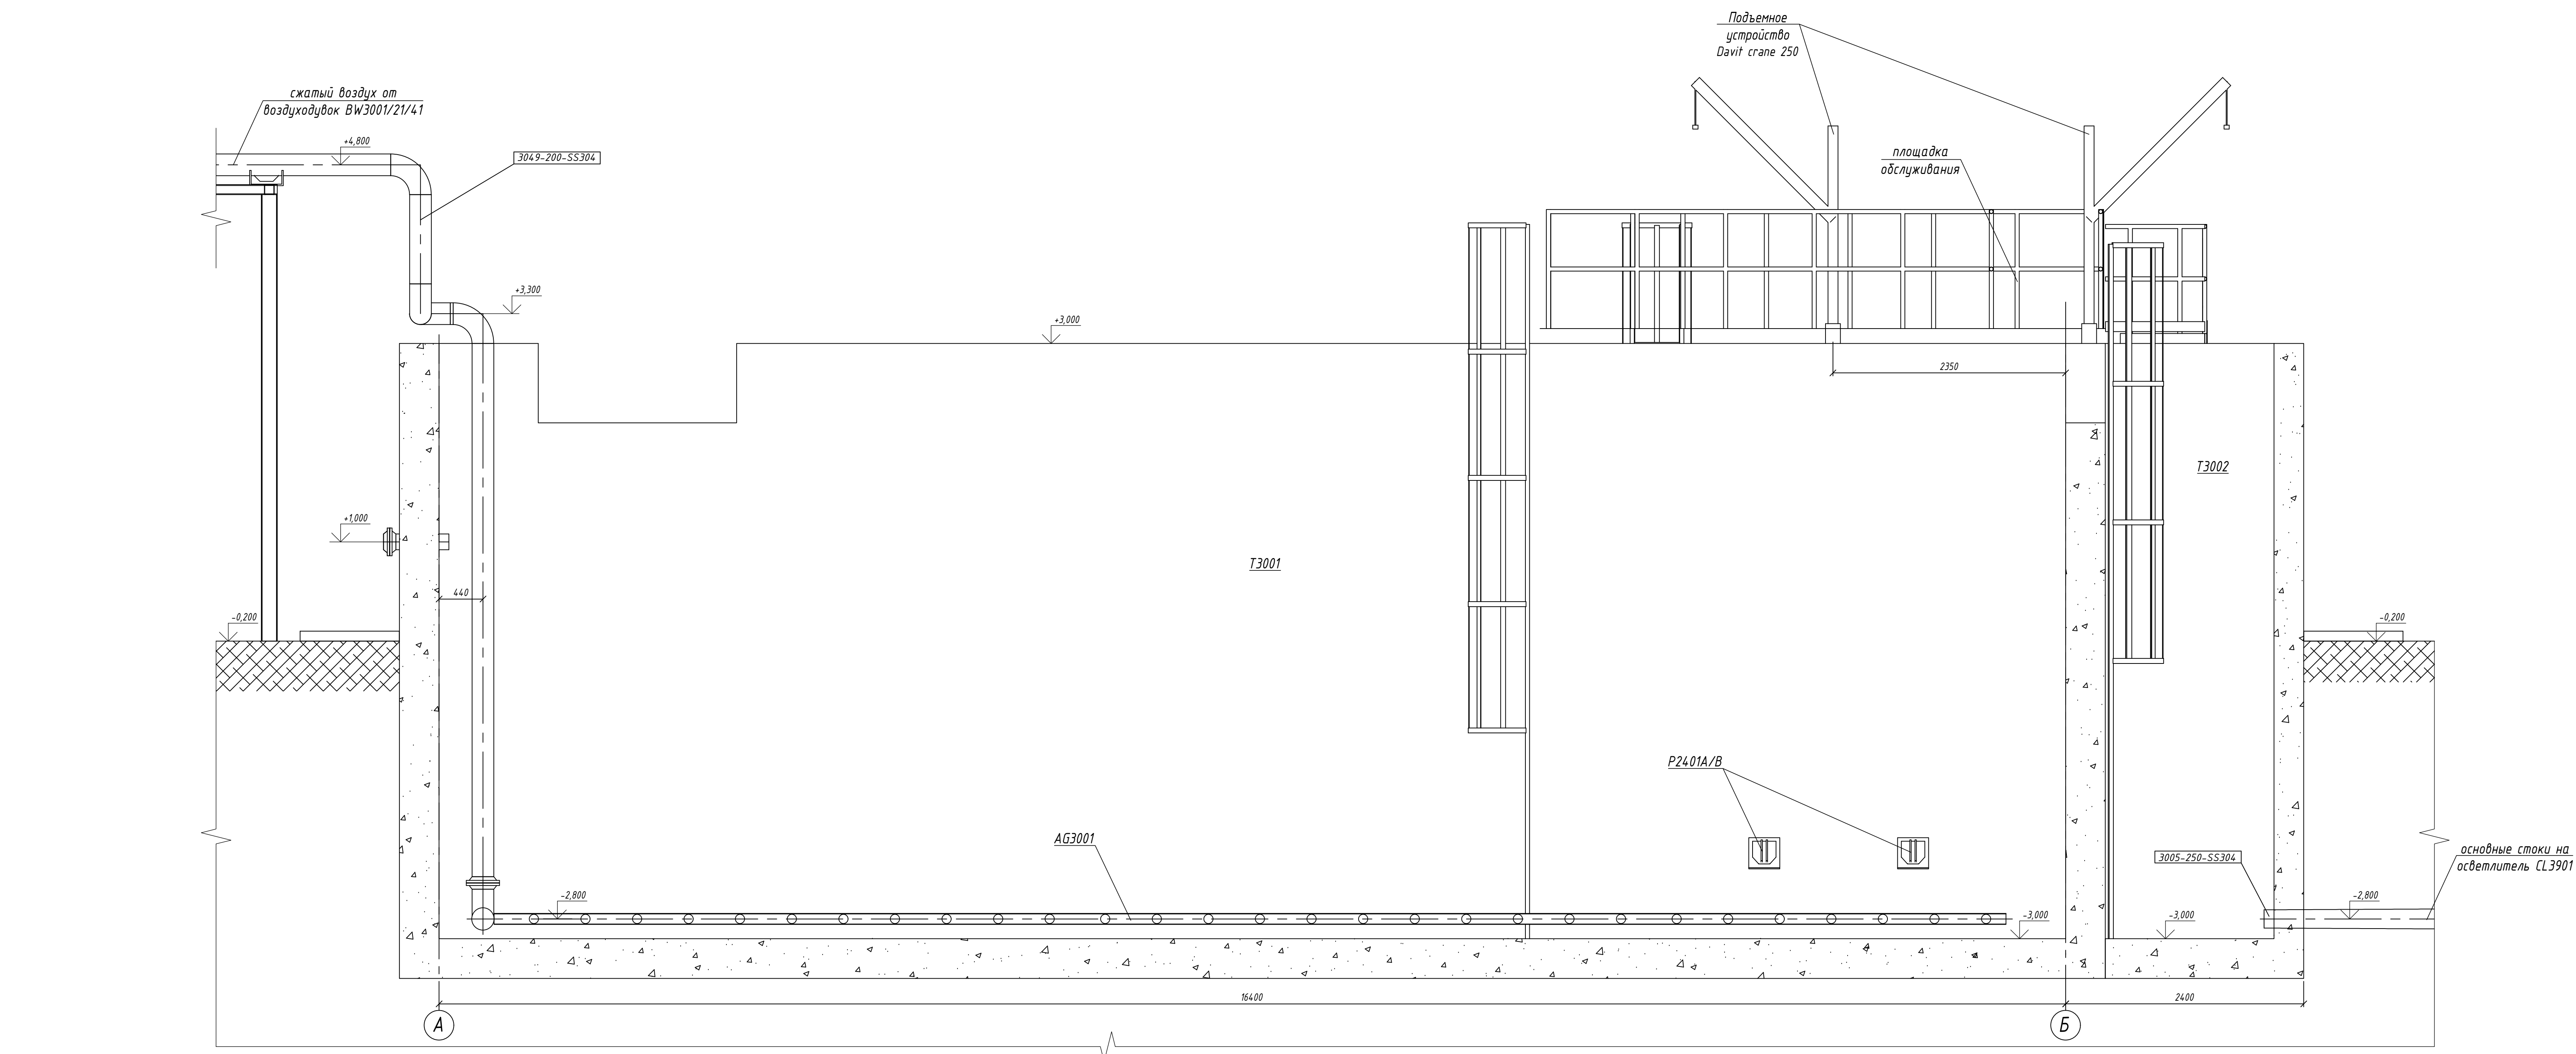 Подъемное
устройство
Davit crane 250
сжатый воздух от
воздуходувок BW3001/21/41
+4,800
3049-200-SS304
площадка
обслуживания
+3,300
+3,000
2350
T3002
+1,000
T3001
440
-0,200
-0,200
P2401A/B
AG3001
основные стоки на
осветлитель CL3901
3005-250-SS304
-2,800
-2,800
-3,000
-3,000
16400
2400
А
Б